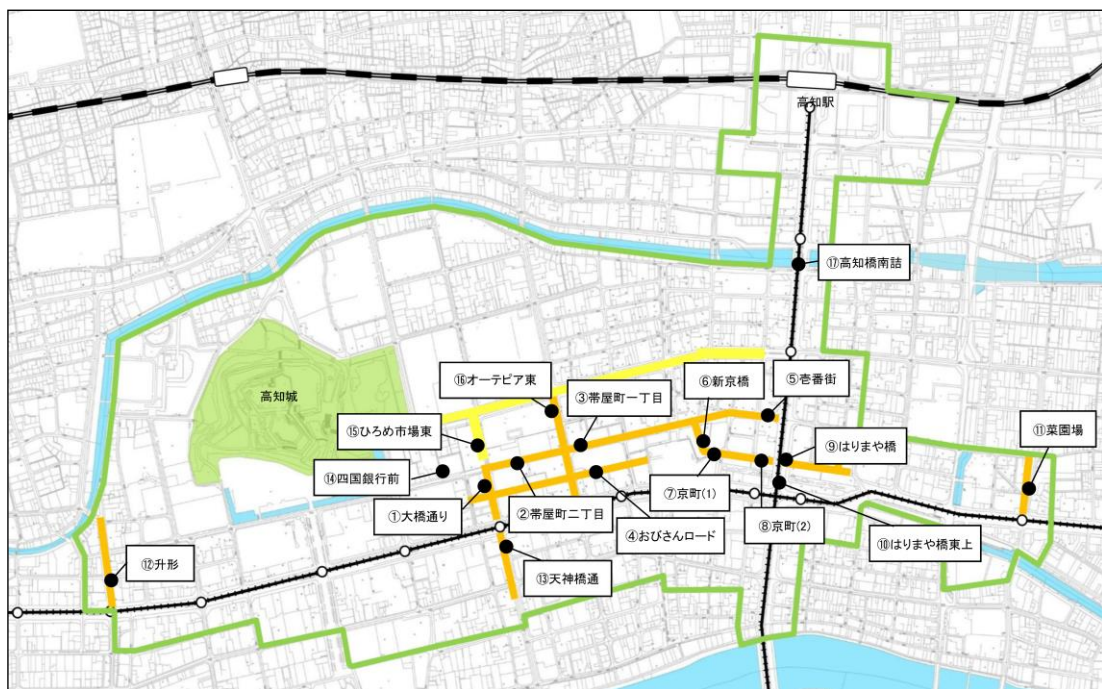 高知駅
⑰高知橋南詰
⑯オーテピア東
③帯屋町一丁目
⑥新京橋
⑤壱番街
高知城
⑮ひろめ市場東
⑨はりまや橋
⑪菜園場
⑭四国銀行前
①大橋通り
②帯屋町二丁目
④おびさんロード
⑦京町(1)
⑧京町(2)
⑩はりまや橋東上
⑫升形
⑬天神橋通